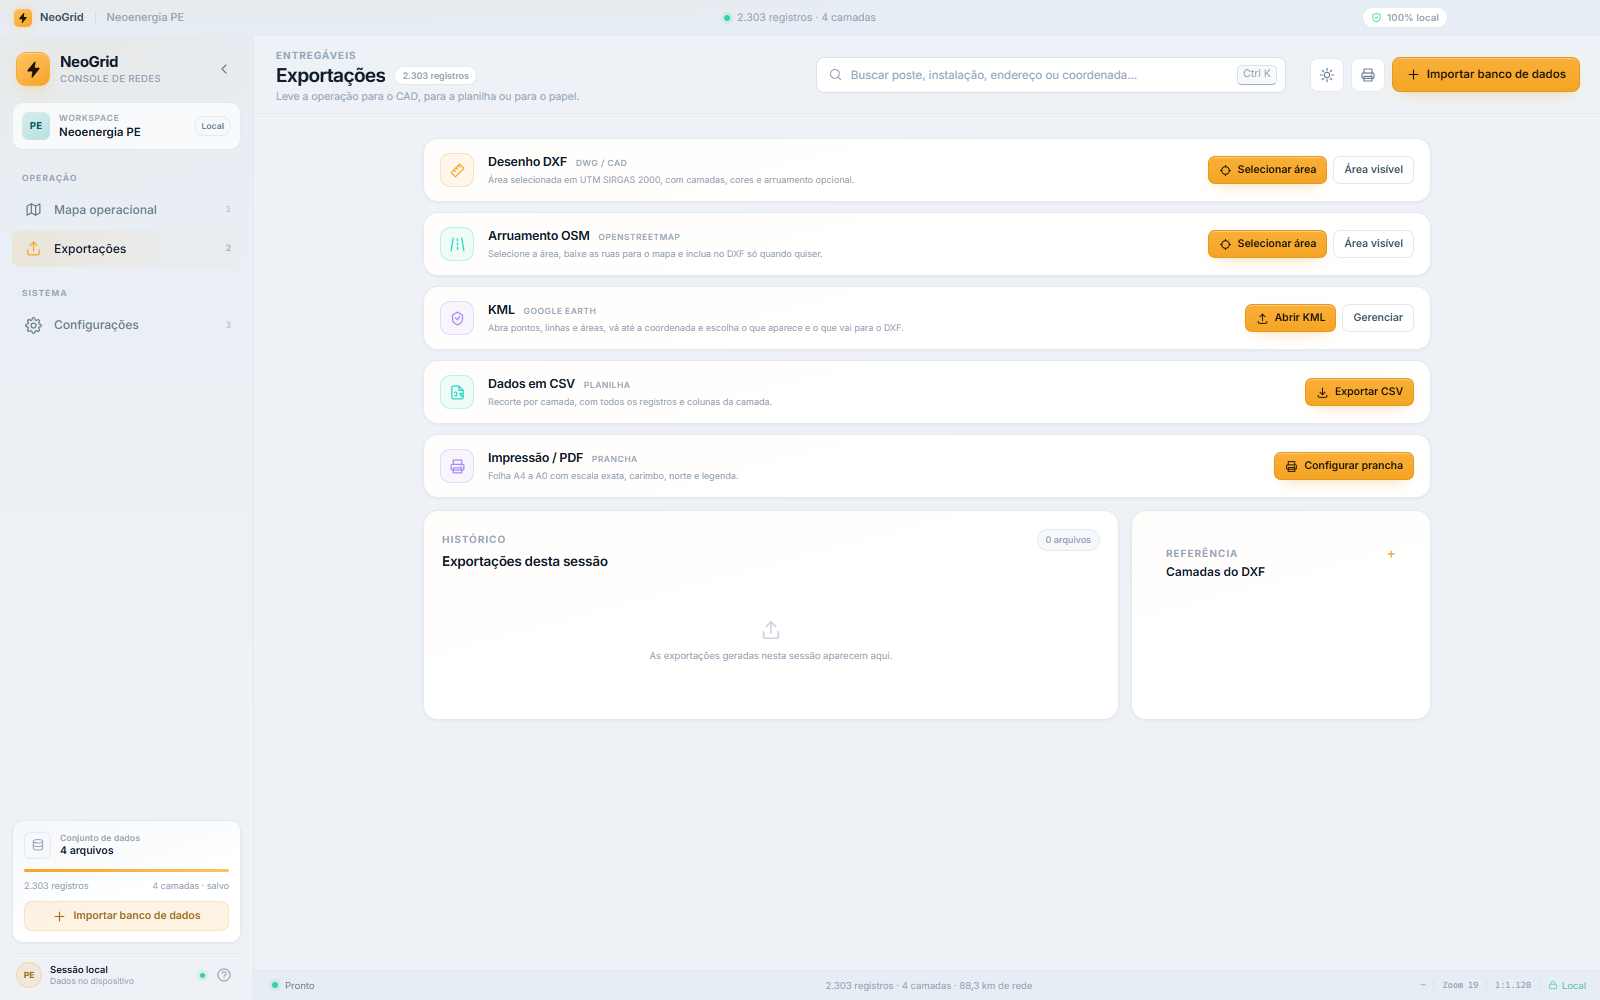 NeoGrid
Neoenergia PE
2.303 registros · 4 camadas
100% local
NeoGrid
CONSOLE DE REDES
WORKSPACE
PE
Neoenergia PE
Local
OPERAÇÃO
Mapa operacional
1
Exportações
2
SISTEMA
Configurações
3
Conjunto de dados
4 arquivos
2.303 registros
4 camadas · salvo
Importar banco de dados
PE
Sessão local
Dados no dispositivo
ENTREGÁVEIS
Exportações
2.303 registros
Leve a operação para o CAD, para a planilha ou para o papel.
Buscar poste, instalação, endereço ou coordenada...
Ctrl K
Importar banco de dados
Desenho DXF
DWG / CAD
Área selecionada em UTM SIRGAS 2000, com camadas, cores e arruamento opcional.
Selecionar área
Área visível
Arruamento OSM
OPENSTREETMAP
Selecione a área, baixe as ruas para o mapa e inclua no DXF só quando quiser.
Selecionar área
Área visível
KML
GOOGLE EARTH
Abra pontos, linhas e áreas, vá até a coordenada e escolha o que aparece e o que vai para o DXF.
Abrir KML
Gerenciar
Dados em CSV
PLANILHA
Recorte por camada, com todos os registros e colunas da camada.
Exportar CSV
Impressão / PDF
PRANCHA
Folha A4 a A0 com escala exata, carimbo, norte e legenda.
Configurar prancha
HISTÓRICO
0 arquivos
Exportações desta sessão
As exportações geradas nesta sessão aparecem aqui.
REFERÊNCIA
+
Camadas do DXF
Pronto
2.303 registros · 4 camadas · 88,3 km de rede
—
Zoom 19
1:1.120
Local